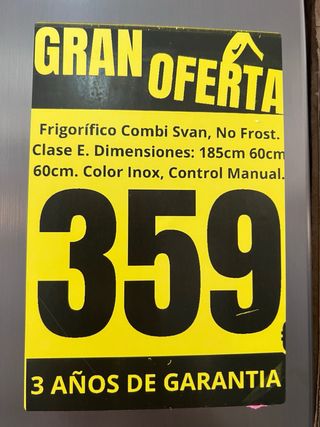 GRAN
OFERTA
Frigorífico Combi Svan, No Frost.
Clase E. Dimensiones: 185cm 60cm
60cm. Color Inox, Control Manual.
359
3 AÑOS DE GARANTIA